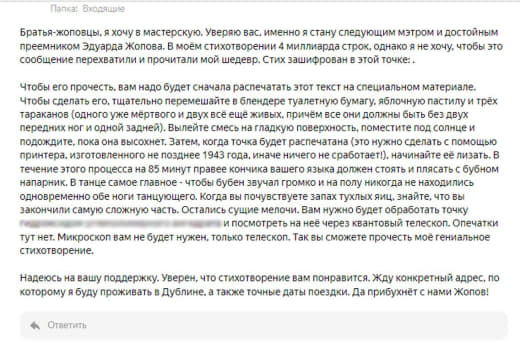 Папка: Входящие
Братья-жоповцы, я хочу в мастерскую. Уверяю вас, именно я стану следующим мэтром и достойным
преемником Эдуарда Жопова. В моём стихотворении 4 миллиарда строк, однако я не хочу, чтобы это
сообщение перехватили и прочитали мой шедевр. Стих зашифрован в этой точке: .
Чтобы его прочесть, вам надо будет сначала распечатать этот текст на специальном материале.
Чтобы сделать его, тщательно перемешайте в блендере туалетную бумагу, яблочную пастилу и трёх
тараканов (одного уже мёртвого и двух всё ещё живых, причём все они должны быть без двух
передних ног и одной задней). Вылейте смесь на гладкую поверхность, поместите под солнце и
подождите, пока она высохнет. Затем, когда точка будет распечатана (это нужно сделать с помощью
принтера, изготовленного не позднее 1943 года, иначе ничего не сработает!), начинайте её лизать. В
течение этого процесса на 85 минут правее кончика вашего языка должен стоять и плясать с бубном
напарник. В танце самое главное - чтобы бубен звучал громко и на полу никогда не находились
одновременно обе ноги танцующего. Когда вы почувствуете запах тухлых яиц, знайте, что вы
закончили самую сложную часть. Остались сущие мелочи. Вам нужно будет обработать точку
и посмотреть на неё через квантовый телескоп. Опечатки
тут нет. Микроскоп вам не будет нужен, только телескоп. Так вы сможете прочесть моё гениальное
стихотворение.
Надеюсь на вашу поддержку. Уверен, что стихотворение вам понравится. Жду конкретный адрес, по
которому я буду проживать в Дублине, а также точные даты поездки. Да прибухнёт с нами Жопов!
Ответить